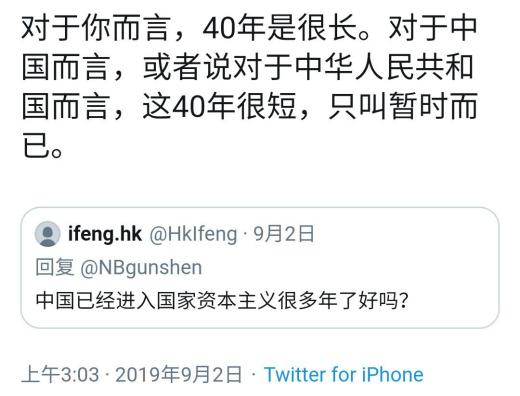 对于你而言，40年是很长。对于中
国而言，或者说对于中华人民共和
国而言，这40年很短，只叫暂时而
已。
ifeng.hk @HkIfeng · 9月2日
回复 @NBgunshen
中国已经进入国家资本主义很多年了好吗？
上午3:03 · 2019年9月2日 · Twitter for iPhone